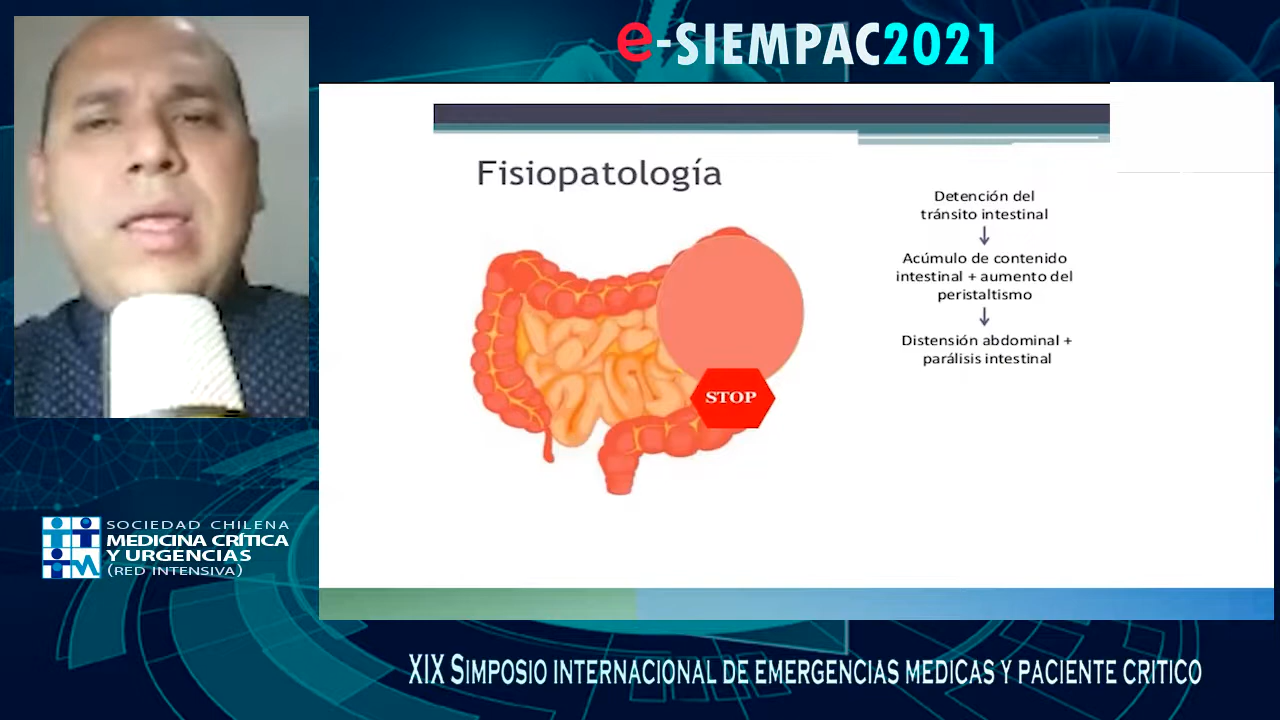 e-SIEMPAC2021
Fisiopatología
Detención del
tránsito intestinal
Acúmulo de contenido
intestinal + aumento del
peristaltismo
Distensión abdominal +
parálisis intestinal
STOP
SOCIEDAD CHILENA
MEDICINA CRÍTICA
Y URGENCIAS
(RED INTENSIVA)
XIX SIMPOSIO INTERNACIONAL DE EMERGENCIAS MEDICAS Y PACIENTE CRITICO